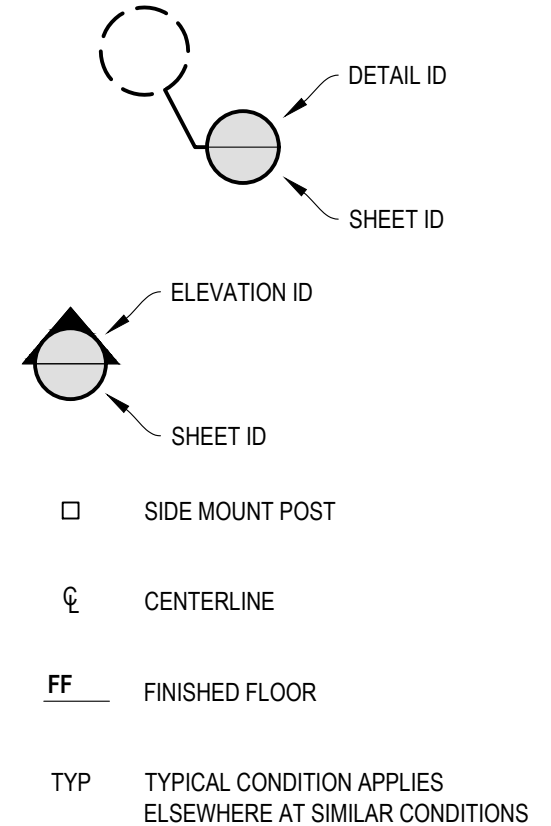 DETAIL ID
SHEET ID
ELEVATION ID
SHEET ID
SIDE MOUNT POST
℄ CENTERLINE
FF FINISHED FLOOR
TYP TYPICAL CONDITION APPLIES
ELSEWHERE AT SIMILAR CONDITIONS